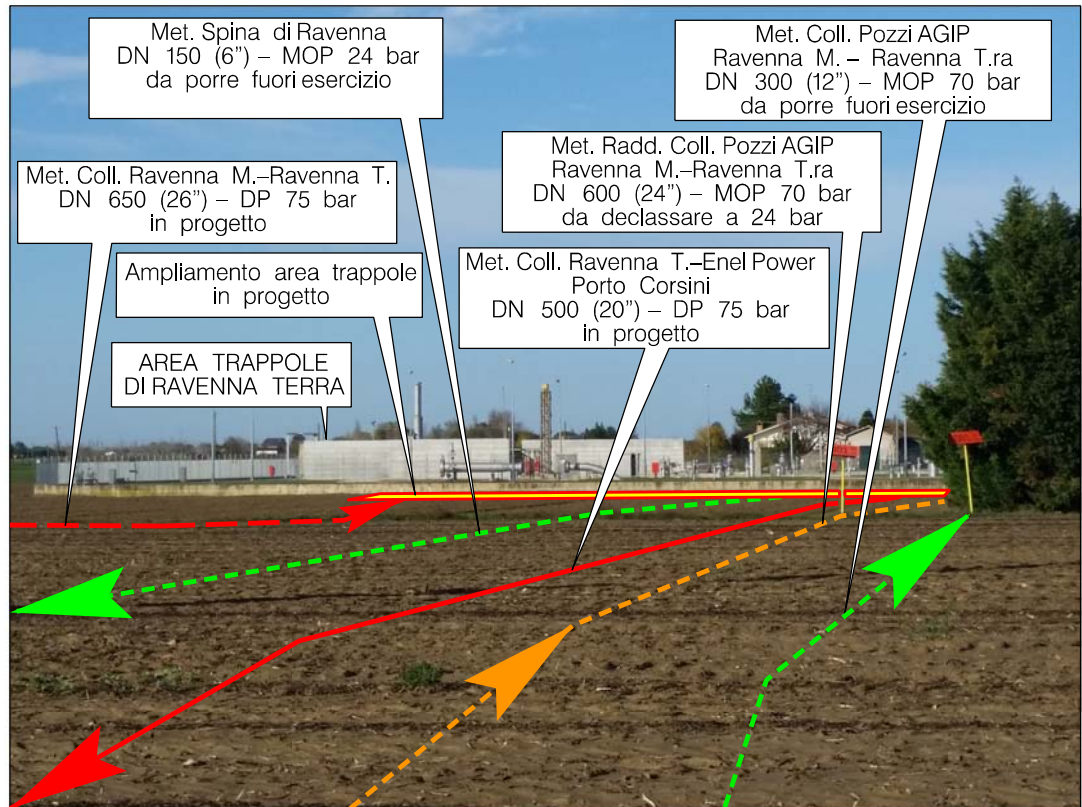 Met. Spina di Ravenna
DN 150 (6") – MOP 24 bar
da porre fuori esercizio
Met. Coll. Pozzi AGIP
Ravenna M. – Ravenna T.ra
DN 300 (12") – MOP 70 bar
da porre fuori esercizio
Met. Radd. Coll. Pozzi AGIP
Ravenna M.–Ravenna T.ra
DN 600 (24") – MOP 70 bar
da declassare a 24 bar
Met. Coll. Ravenna M.–Ravenna T.
DN 650 (26") – DP 75 bar
in progetto
Met. Coll. Ravenna T.–Enel Power
Porto Corsini
DN 500 (20") – DP 75 bar
in progetto
Ampliamento area trappole
in progetto
AREA TRAPPOLE
DI RAVENNA TERRA